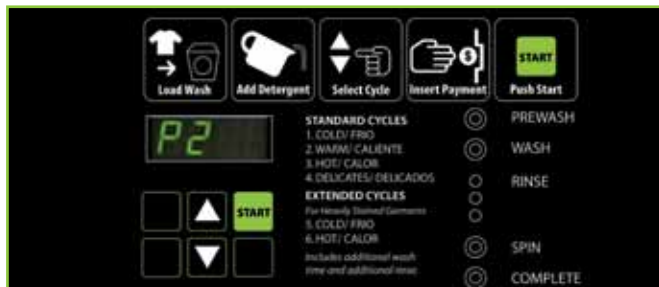 Load Wash
Add Detergent
Select Cycle
Insert Payment
START
Push Start
P2
STANDARD CYCLES
1. COLD/ FRIO
2. WARM/ CALIENTE
3. HOT/ CALOR
4. DELICATES/ DELICADOS
EXTENDED CYCLES
For Heavily Stained Garments
5. COLD/ FRIO
6. HOT/ CALOR
Includes additional wash
time and additional rinse
START
PREWASH
WASH
RINSE
SPIN
COMPLETE